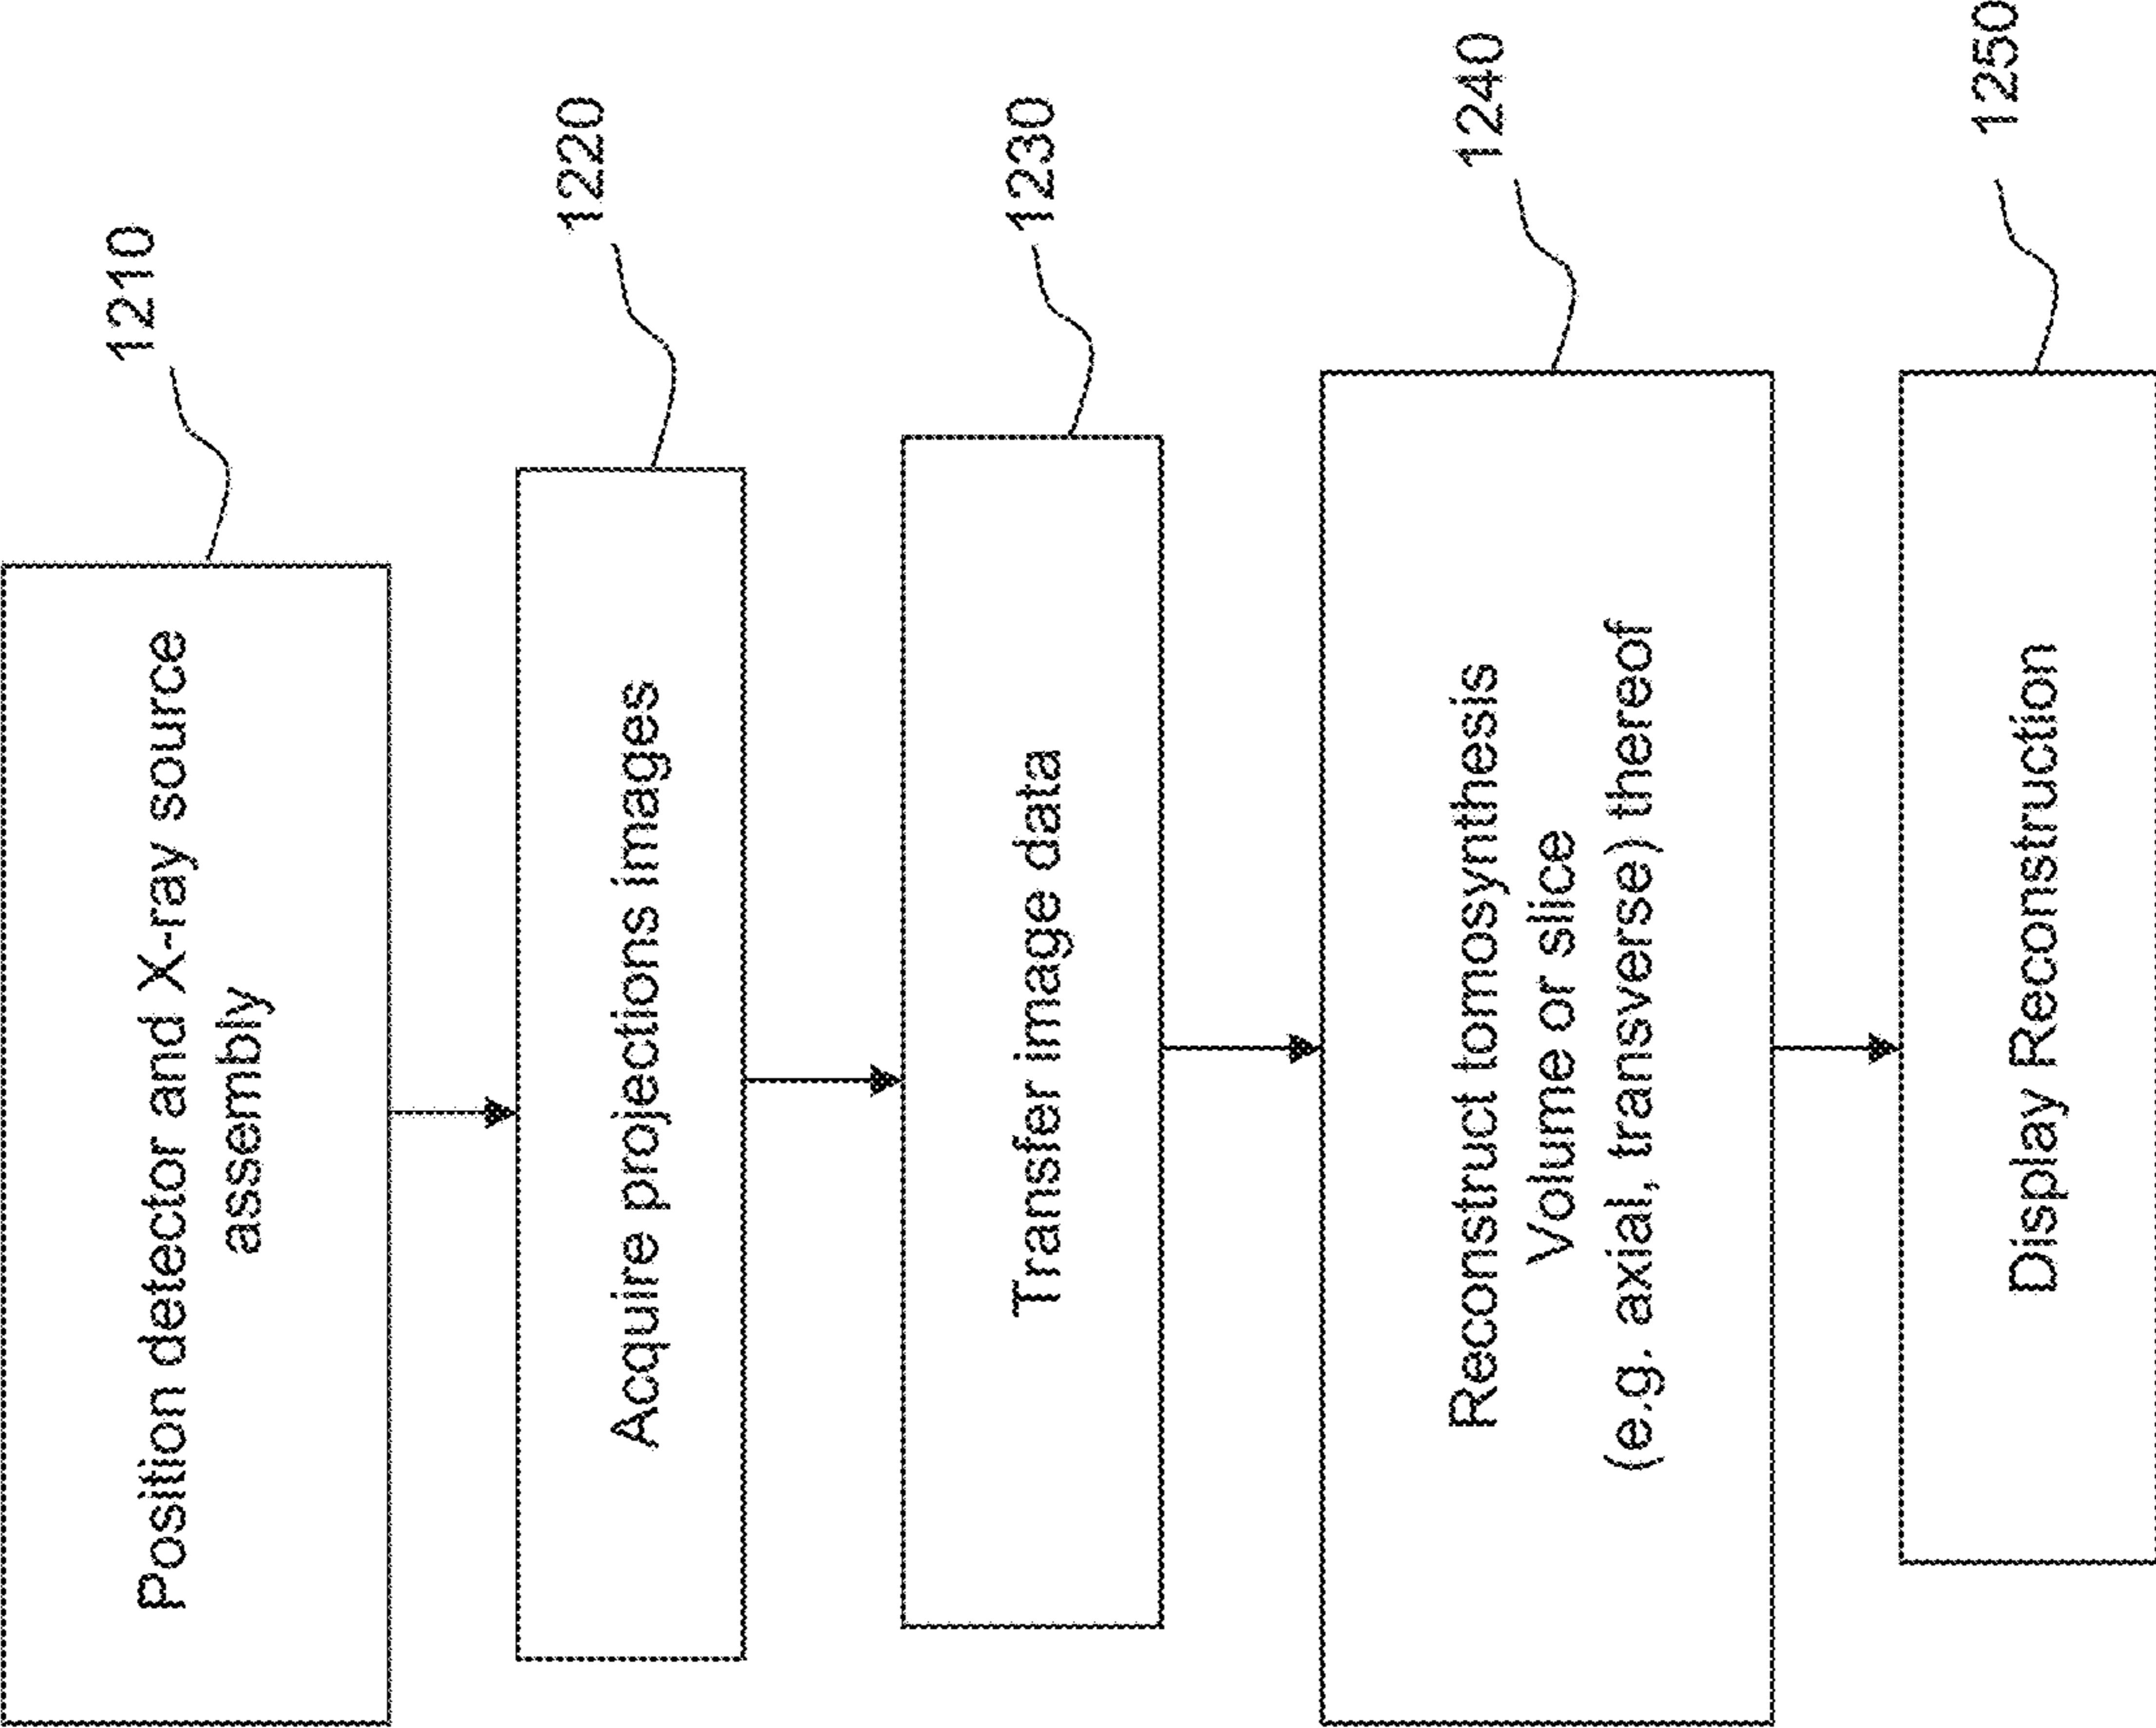 Position detector and X-ray source
assembly
1210
Acquire projections images
1220
Transfer image data
1230
Reconstruct tomosynthesis
Volume or slice
(e.g. axial, transverse) thereof
1240
Display Reconstruction
1250